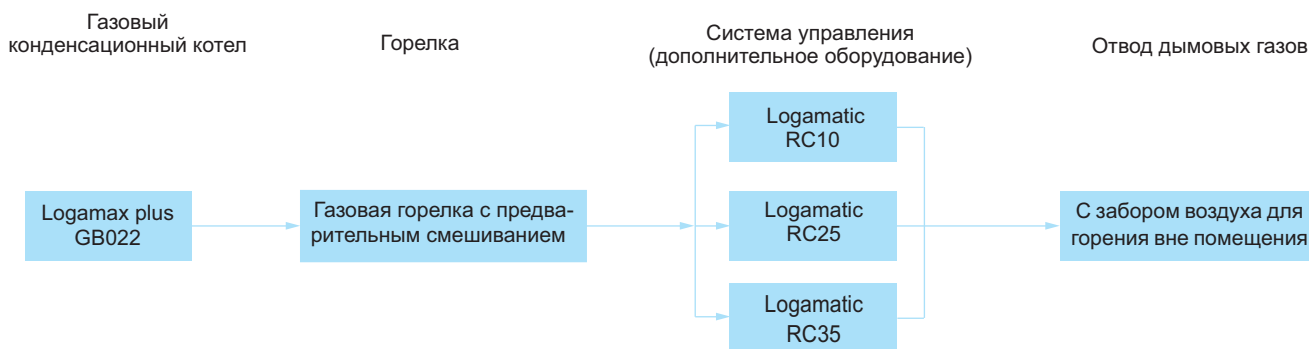 Газовый
конденсационный котел
Горелка
Система управления
(дополнительное оборудование)
Отвод дымовых газов
Logamax plus
GB022
Газовая горелка с предва-
рительным смешиванием
Logamatic
RC10
Logamatic
RC25
Logamatic
RC35
С забором воздуха для
горения вне помещения